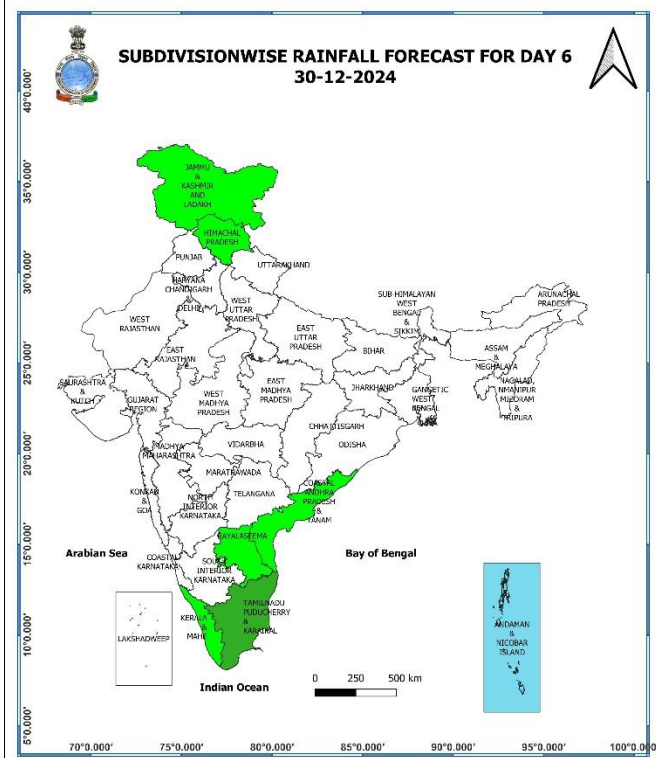 SUBDIVISIONWISE RAINFALL FORECAST FOR DAY 6
30-12-2024
40°0.000'
35°0.000'
30°0.000'
25°0.000'
20°0.000'
15°0.000'
10°0.000'
5°0.000'
JAMMU
&
KASHMIR
AND
LADAKH
HIMACHAL
PRADESH
PUNJAB
UTTARAKHAND
HARYANA
CHANDIGARH
&
DELHI
WEST
UTTAR
PRADESH
WEST
RAJASTHAN
EAST
RAJASTHAN
EAST
UTTAR
PRADESH
SUB-HIMALAYAN
WEST
BENGAL
&
SIKKIM
ARUNACHAL
PRADESH
ASSAM
&
MEGHALAYA
NAGALAD,
MANIPUR
MIZORAM
&
TRIPURA
BIHAR
JHARKHAND
GANGETIC
WEST
BENGAL
SAURASHTRA
&
KUTCH
GUJARAT
REGION
WEST
MADHYA
PRADESH
EAST
MADHYA
PRADESH
CHHATISGARH
ODISHA
MADHYA
MAHARASHTRA
VIDARBHA
MARATAWADA
KONKAN
&
GOA
NORTH
INTERIOR
KARNATAKA
TELANGANA
COASTAL
ANDHRA
PRADESH
&
YANAM
RAYALASEEMA
Arabian Sea
Bay of Bengal
COASTAL
KARNATAKA
SOUTH
INTERIOR
KARNATAKA
TAMILNADU
PUDUCHERRY
&
KARAIKAL
KERALA
&
MAHE
LAKSHADWEEP
ANDAMAN
&
NICOBAR
ISLAND
Indian Ocean
0 250 500 km
70°0.000' 75°0.000' 80°0.000' 85°0.000' 90°0.000' 95°0.000' 100°0.000'